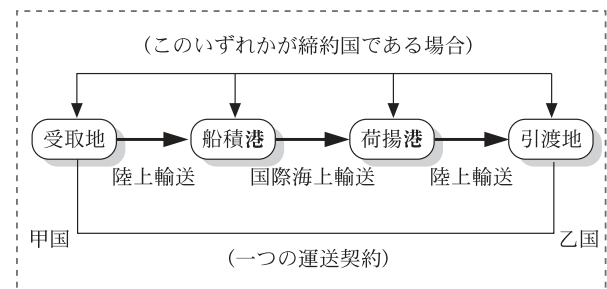 （このいずれかが締約国である場合）
受取地 船積港 荷揚港 引渡地
陸上輸送 国際海上輸送 陸上輸送
甲国 乙国
（一つの運送契約）